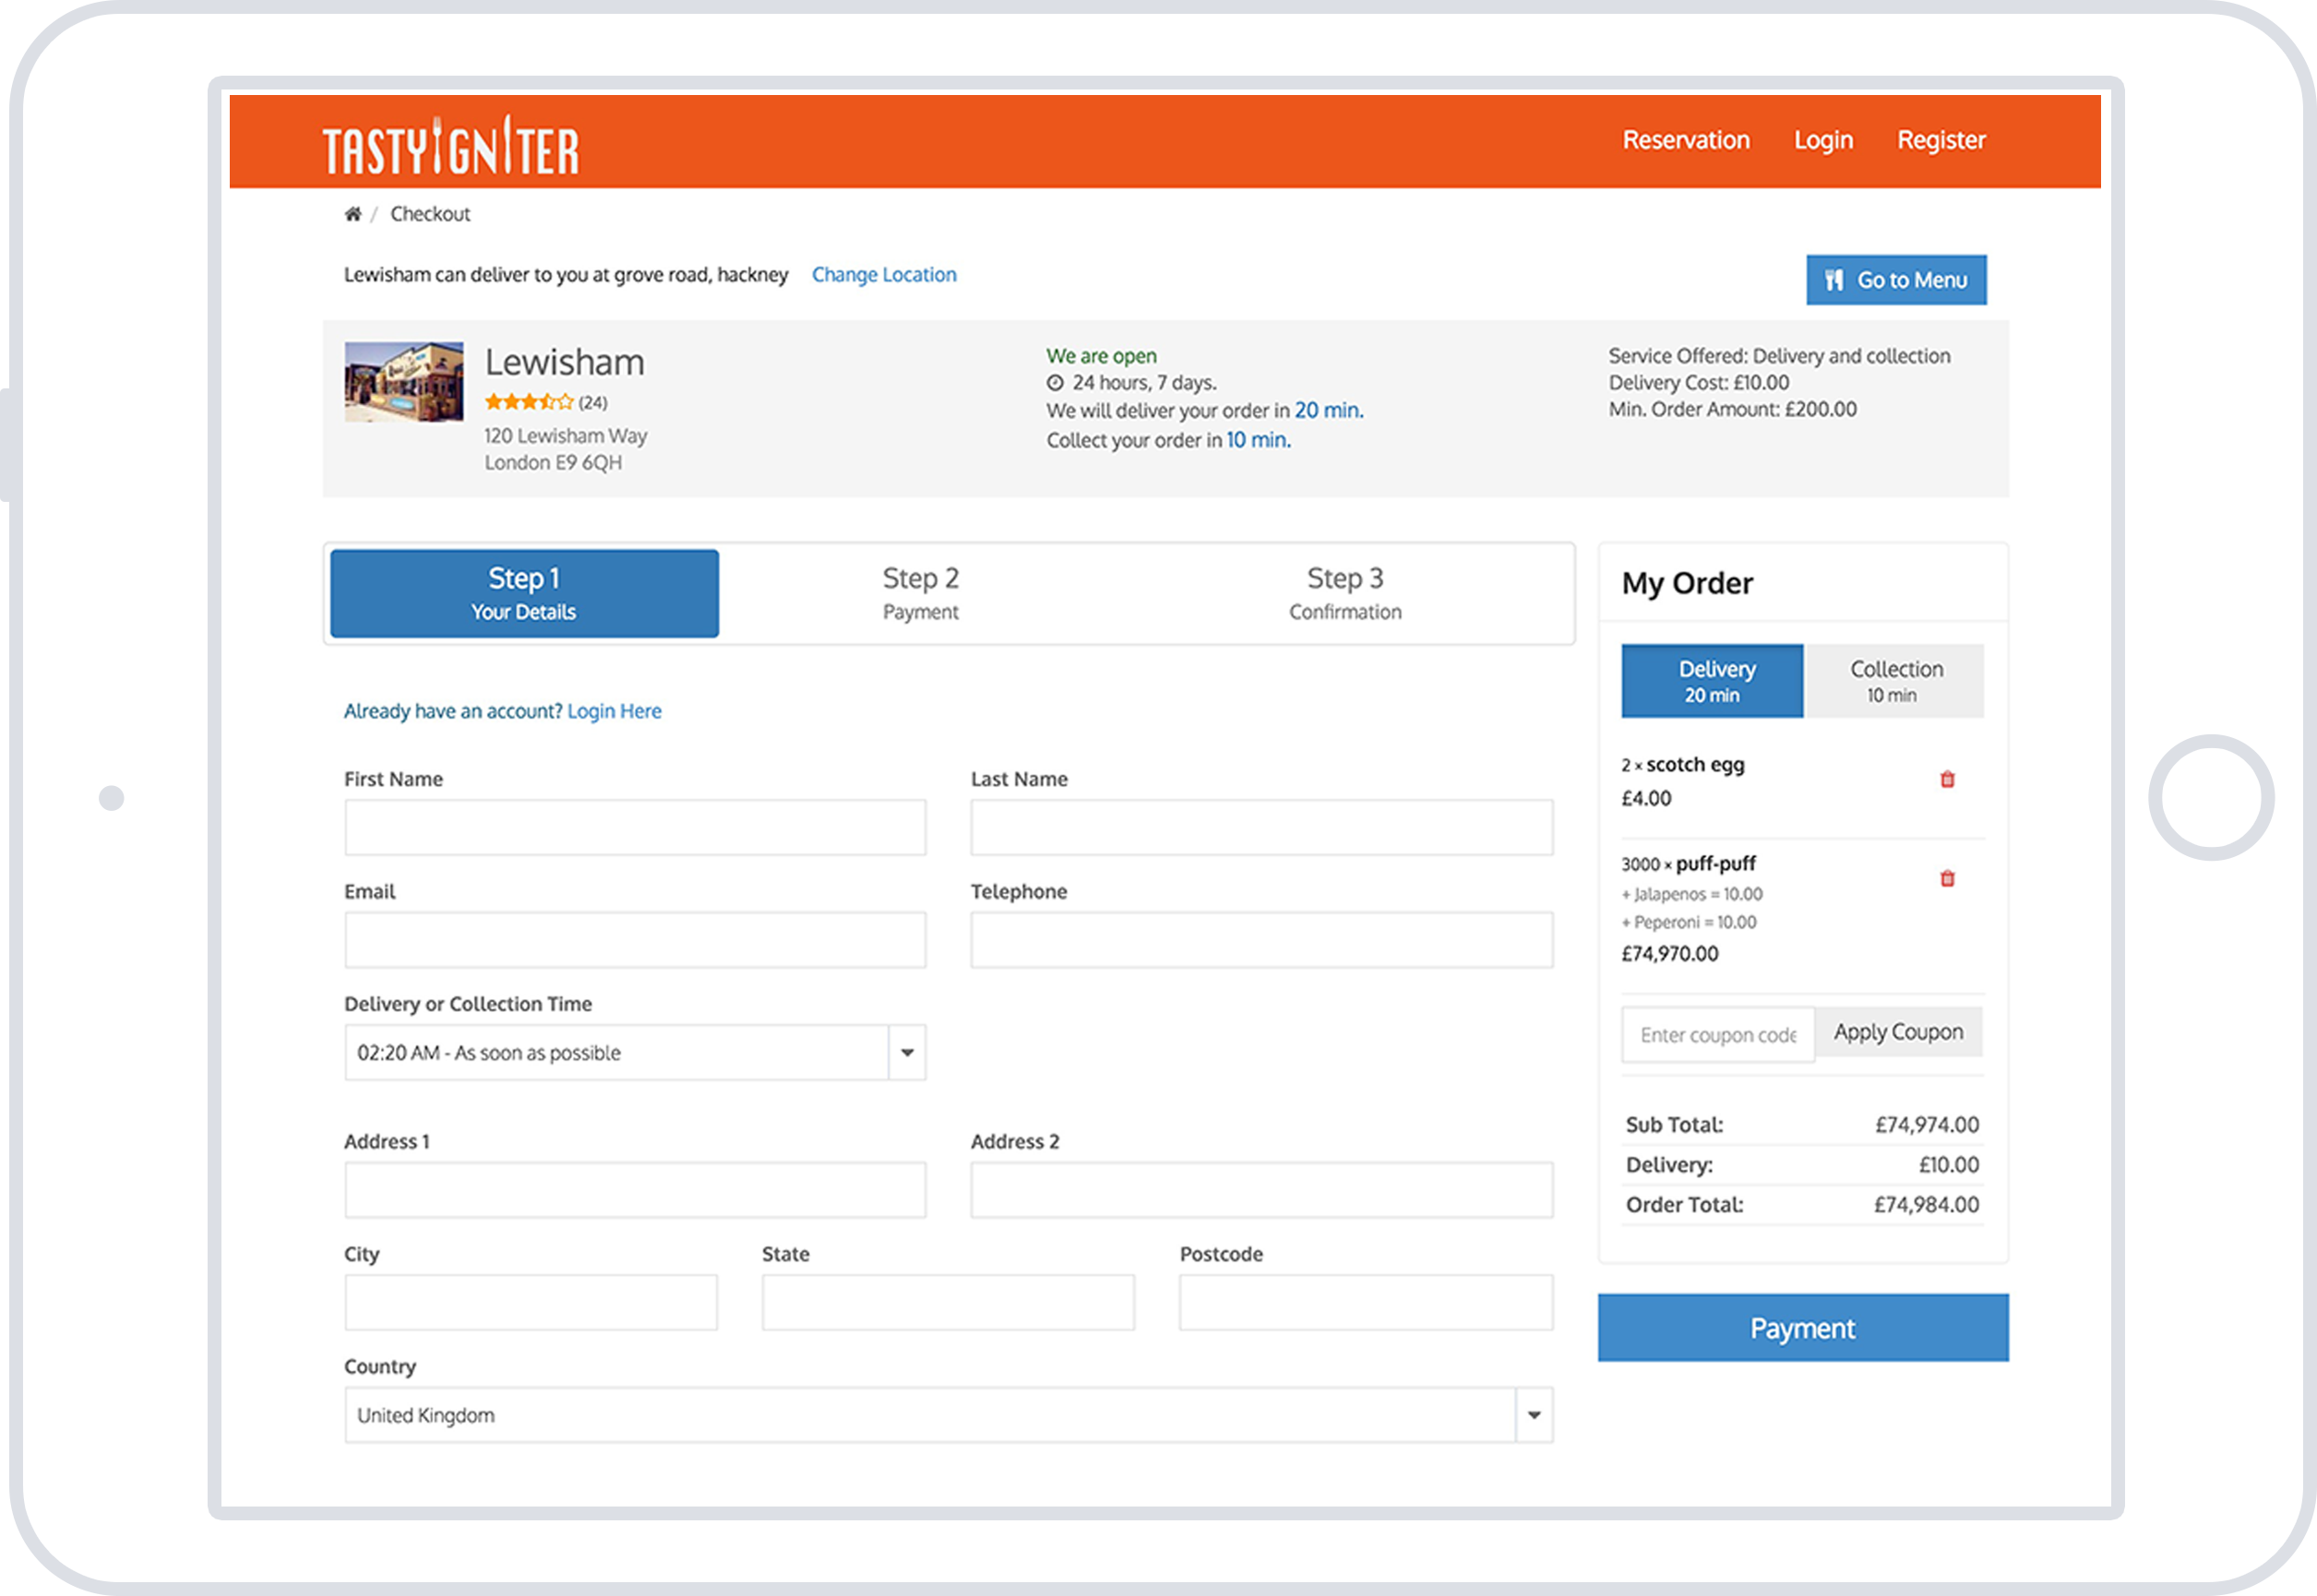 TASTYIGNITER
Reservation Login Register
/ Checkout
Lewisham can deliver to you at grove road, hackney Change Location
Go to Menu
Lewisham
(24)
120 Lewisham Way
London E9 6QH
We are open
24 hours, 7 days.
We will deliver your order in 20 min.
Collect your order in 10 min.
Service Offered: Delivery and collection
Delivery Cost: £10.00
Min. Order Amount: £200.00
Step 1
Your Details
Step 2
Payment
Step 3
Confirmation
Already have an account? Login Here
First Name
Last Name
Email
Telephone
Delivery or Collection Time
02:20 AM - As soon as possible
Address 1
Address 2
City
State
Postcode
Country
United Kingdom
My Order
Delivery
20 min
Collection
10 min
2 × scotch egg
£4.00
3000 × puff-puff
+ Jalapenos = 10.00
+ Peperoni = 10.00
£74,970.00
Enter coupon code
Apply Coupon
Sub Total: £74,974.00
Delivery: £10.00
Order Total: £74,984.00
Payment